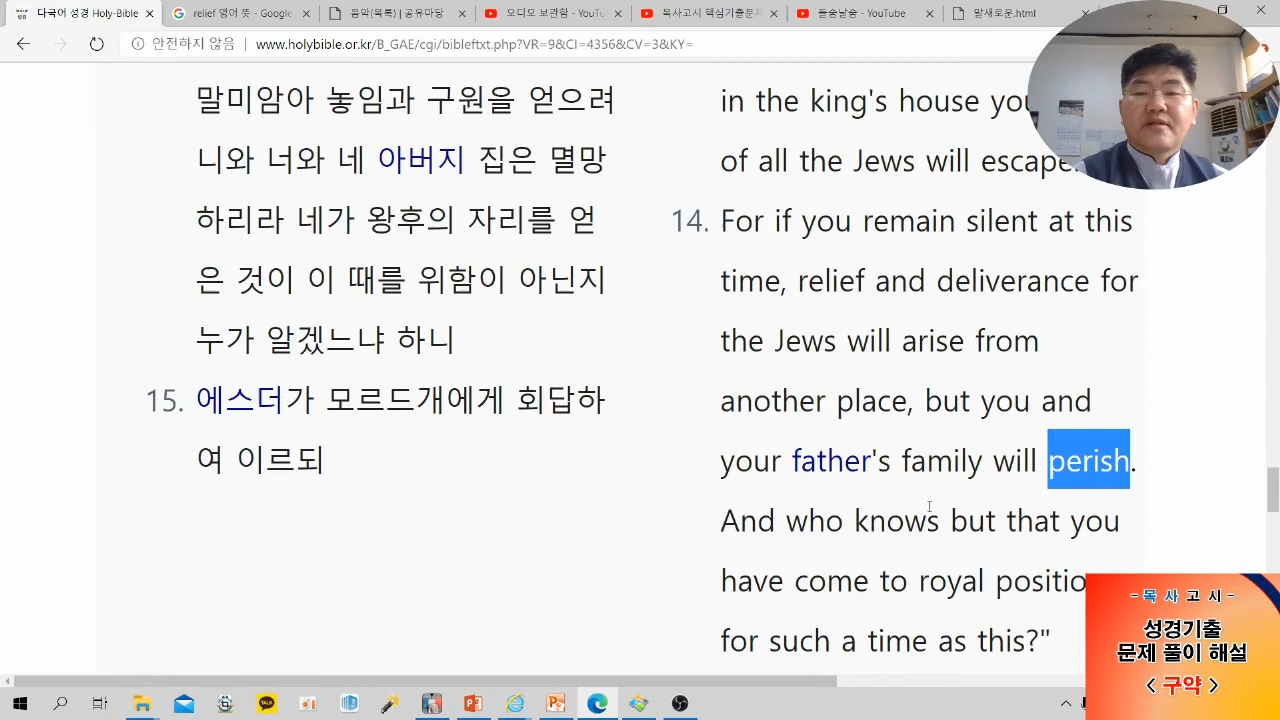 다국어 성경 Holy-Bible
relief 영어 뜻 - Google
음악(목록) | 공유마당
오디오 보관함 - YouTu
목사고시 핵심기출문제
들숨날숨 - YouTube
말새로운.html
안전하지 않음 | www.holybible.or.kr/B_GAE/cgi/bibleftxt.php?VR=9&CI=4356&CV=3&KY=
말미암아 놓임과 구원을 얻으려
니와 너와 네 아버지 집은 멸망
하리라 네가 왕후의 자리를 얻
은 것이 이 때를 위함이 아닌지
누가 알겠느냐 하니
15. 에스더가 모르드개에게 회답하
여 이르되
in the king's house you
of all the Jews will escape
14. For if you remain silent at this
time, relief and deliverance for
the Jews will arise from
another place, but you and
your father's family will perish.
And who knows but that you
have come to royal positio
for such a time as this?"
- 목 사 고 시 -
성경기출
문제 풀이 해설
< 구약 >
TALK